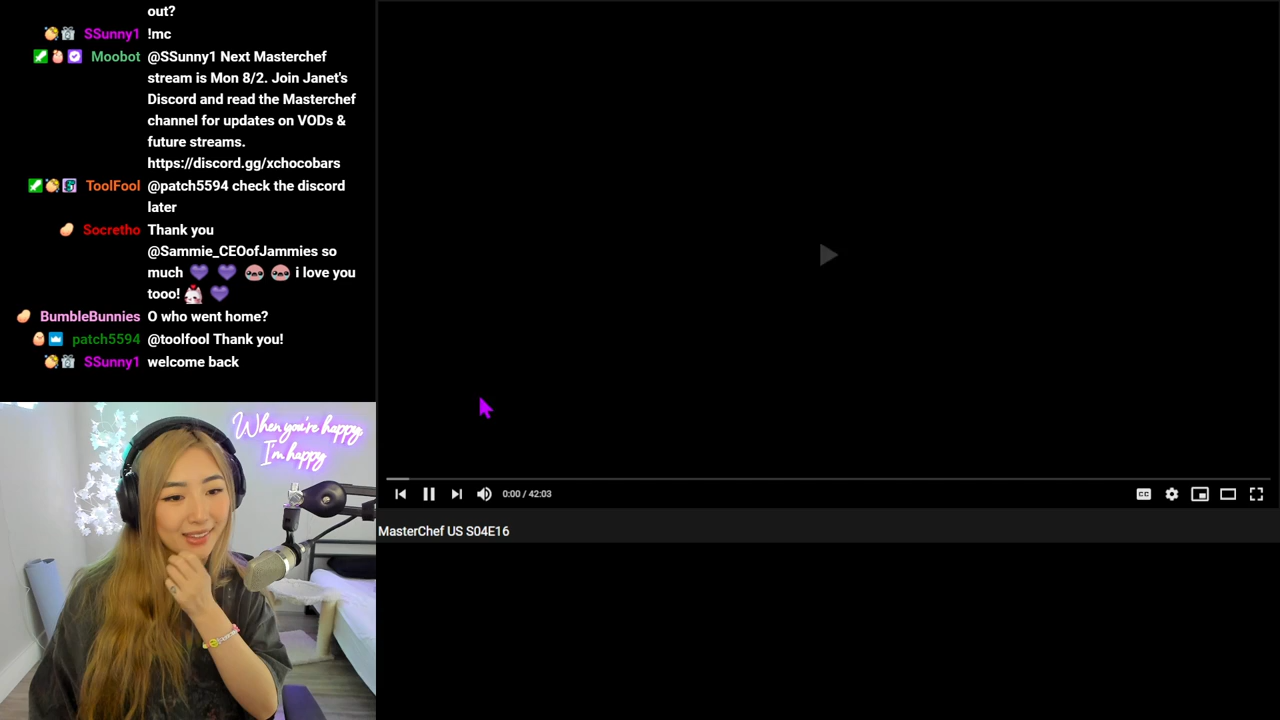 out?
SSunny1 !mc
Moobot @SSunny1 Next Masterchef
stream is Mon 8/2. Join Janet's
Discord and read the Masterchef
channel for updates on VODs &
future streams.
https://discord.gg/xchocobars
ToolFool @patch5594 check the discord
later
Socretho Thank you
@Sammie_CEOofJammies so
much i love you
tooo!
BumbleBunnies O who went home?
patch5594 @toolfool Thank you!
SSunny1 welcome back
When you're happy,
I'm happy
0:00 / 42:03
CC
MasterChef US S04E16